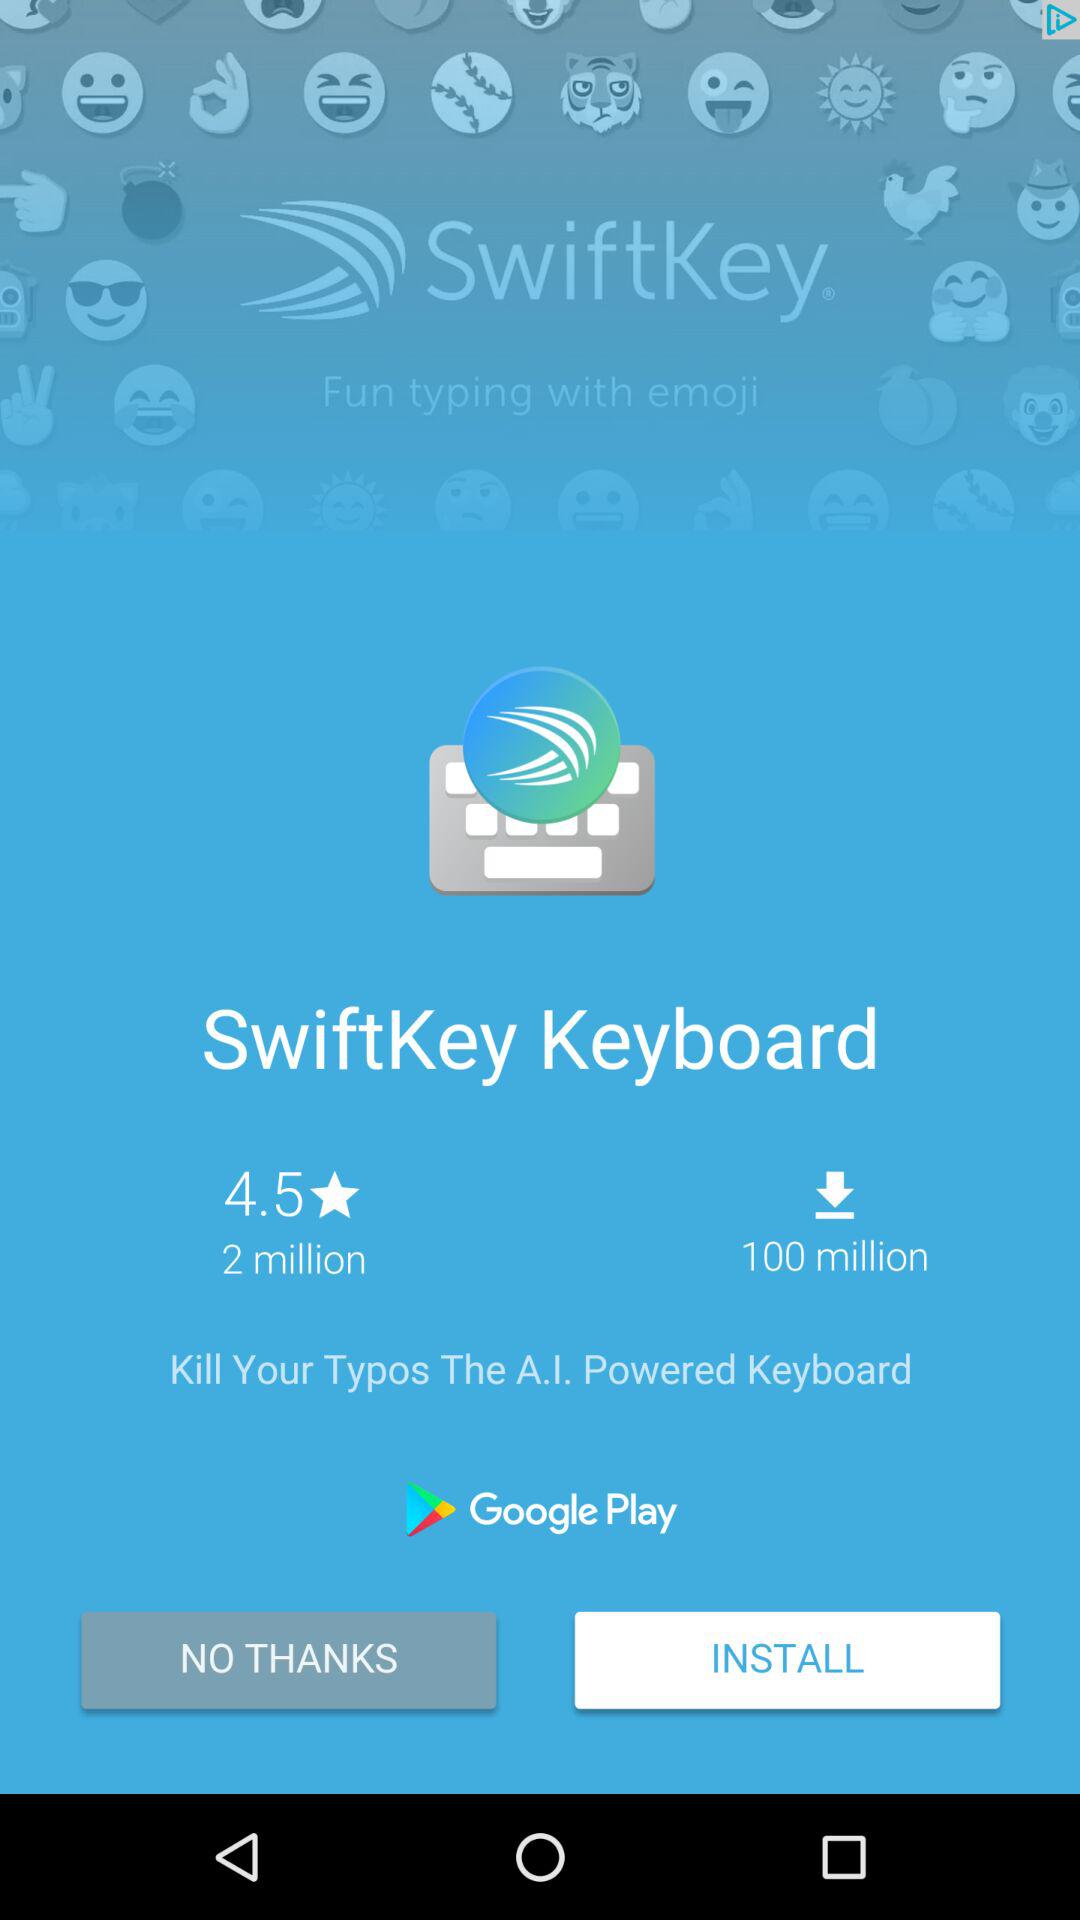 SwiftKey®
Fun typing with emoji
SwiftKey Keyboard
4.5★
2 million
100 million
Kill Your Typos The A.I. Powered Keyboard
Google Play
NO THANKS
INSTALL